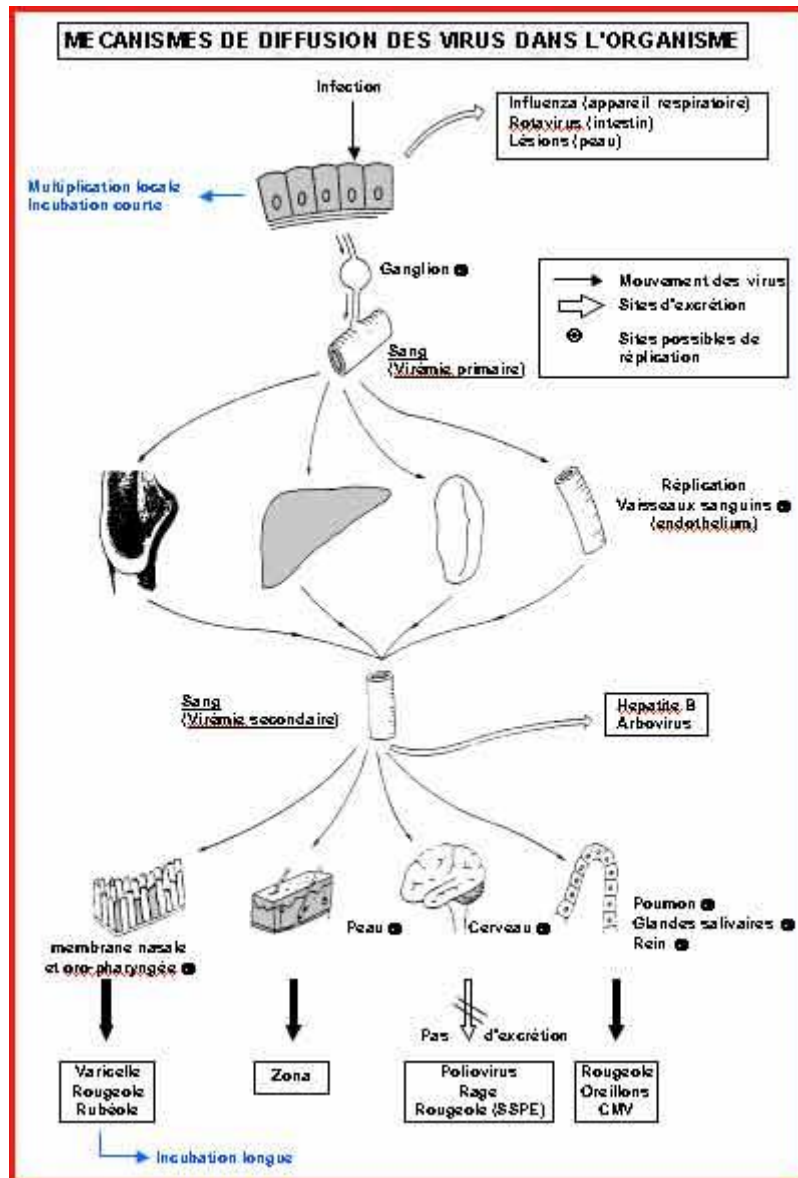 MECANISMES DE DIFFUSION DES VIRUS DANS L'ORGANISME
Infection
Influenza (appareil respiratoire)
Rotavirus (intestin)
Lésions (peau)
Multiplication locale
Incubation courte
Ganglion
Mouvement des virus
Sites d'excrétion
Sites possibles de
réplication
Sang
(Virémie primaire)
Réplication
Vaisseaux sanguins
(endothelium)
Sang
(Virémie secondaire)
Hepatite B
Arbovirus
membrane nasale
et oro-pharyngée
Peau
Cerveau
Poumon
Glandes salivaires
Rein
Pas d'excrétion
Varicelle
Rougeole
Rubéole
Zona
Poliovirus
Rage
Rougeole (SSPE)
Rougeole
Oreillons
CMV
Incubation longue